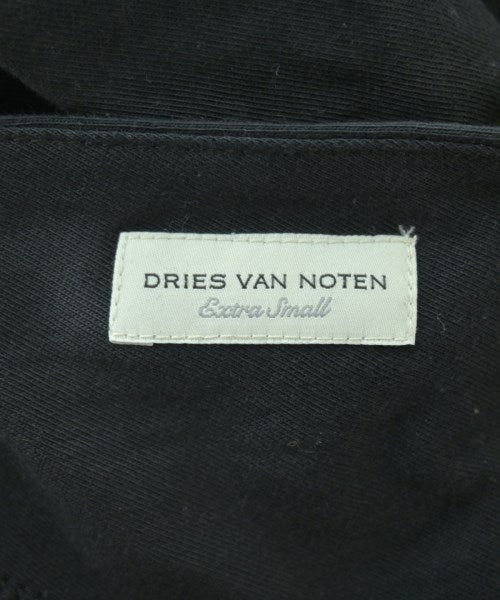 DRIES VAN NOTEN
Extra Small